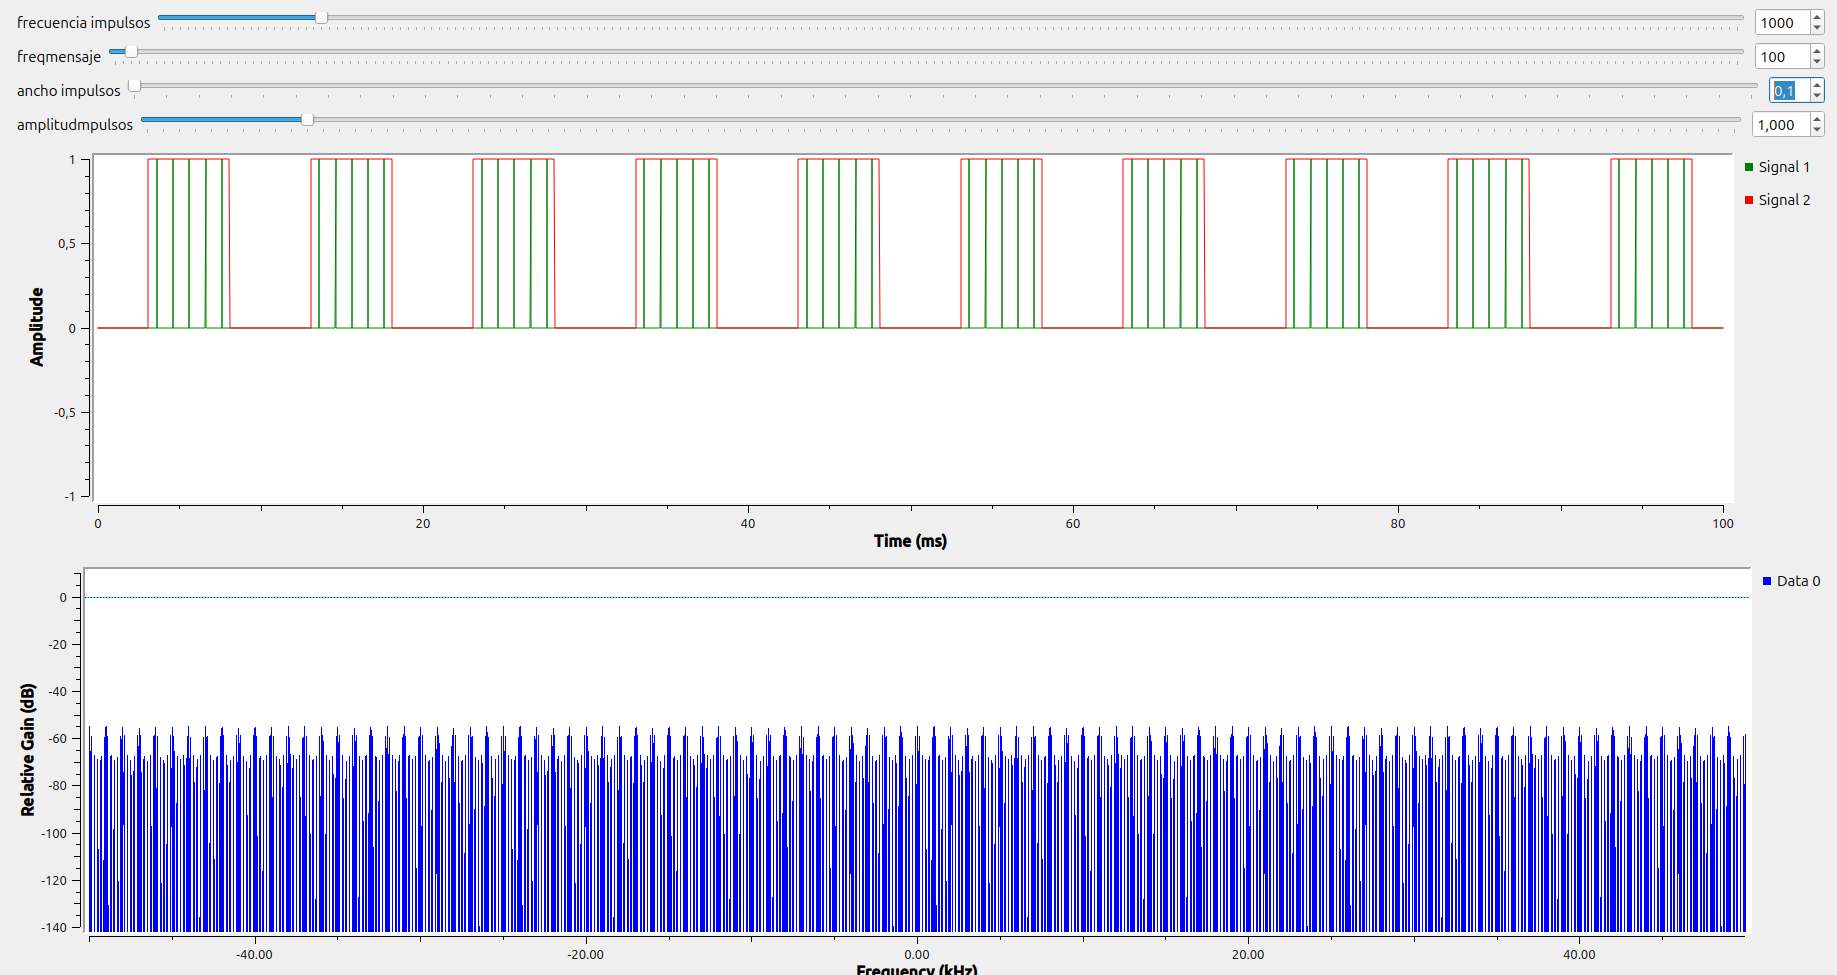 frecuencia impulsos 1000
freqmensaje 100
ancho impulsos 0,1
amplitudmpulsos 1,000
1
0,5
0
-0,5
-1
Amplitude
Signal 1
Signal 2
0 20 40 60 80 100
Time (ms)
0
-20
-40
-60
-80
-100
-120
-140
Relative Gain (dB)
Data 0
-40.00 -20.00 0.00 20.00 40.00
Frequency (kHz)